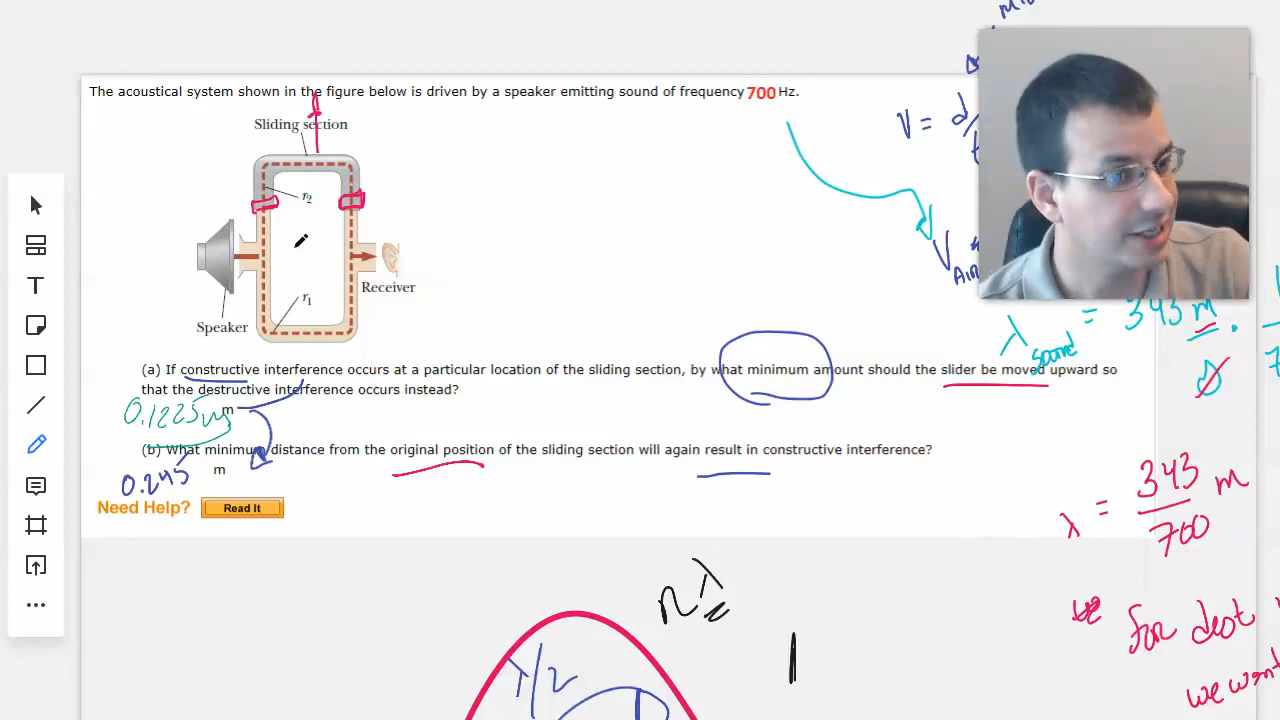 The acoustical system shown in the figure below is driven by a speaker emitting sound of frequency 700 Hz.
Sliding section
r2
V = d/
V AIR
Receiver
r1
Speaker
λ sound = 343 m ·
(a) If constructive interference occurs at a particular location of the sliding section, by what minimum amount should the slider be moved upward so
that the destructive interference occurs instead?
0.1225 m
m
(b) What minimum distance from the original position of the sliding section will again result in constructive interference?
0.245 m
Need Help? Read It
λ = 343/700 m
nλ
For dest
we want
λ/2
T